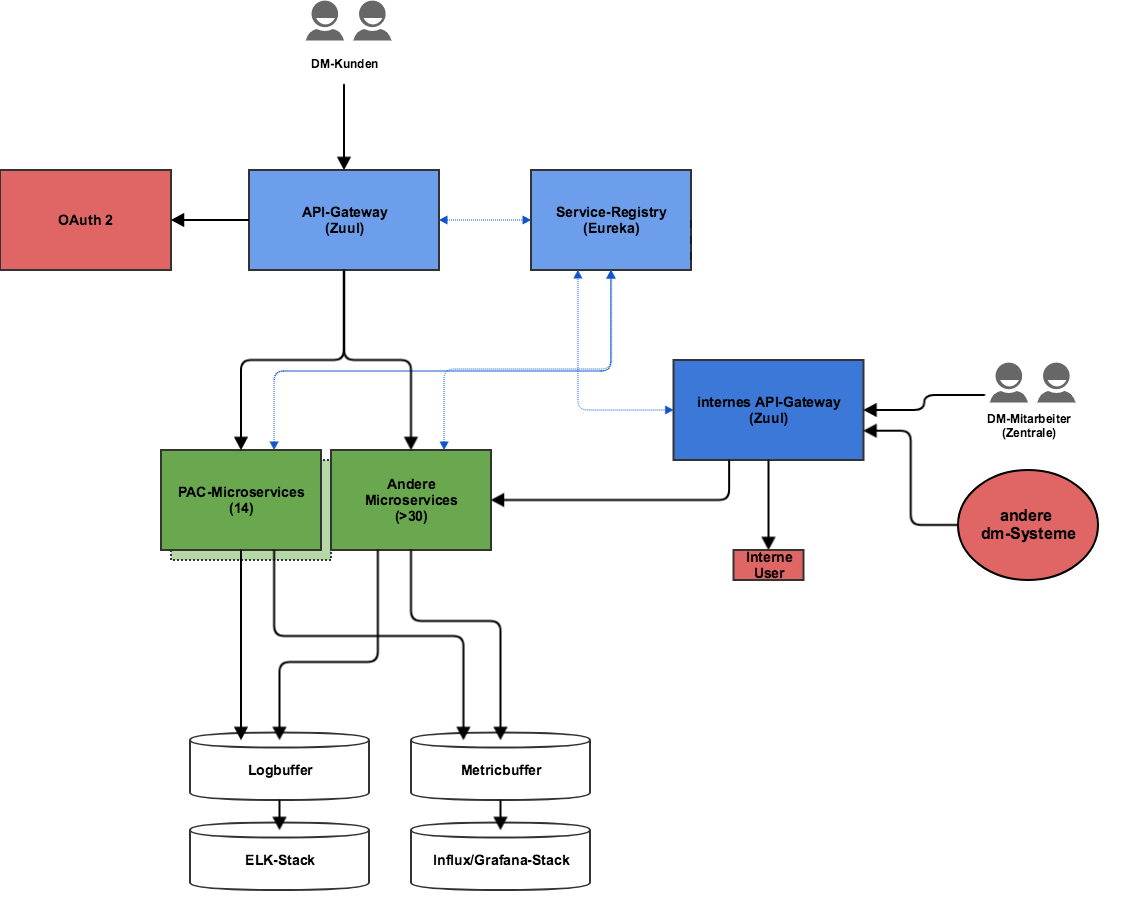 DM-Kunden
OAuth 2
API-Gateway
(Zuul)
Service-Registry
(Eureka)
internes API-Gateway
(Zuul)
DM-Mitarbeiter
(Zentrale)
PAC-Microservices
(14)
Andere
Microservices
(>30)
andere
dm-Systeme
Interne
User
Logbuffer
Metricbuffer
ELK-Stack
Influx/Grafana-Stack